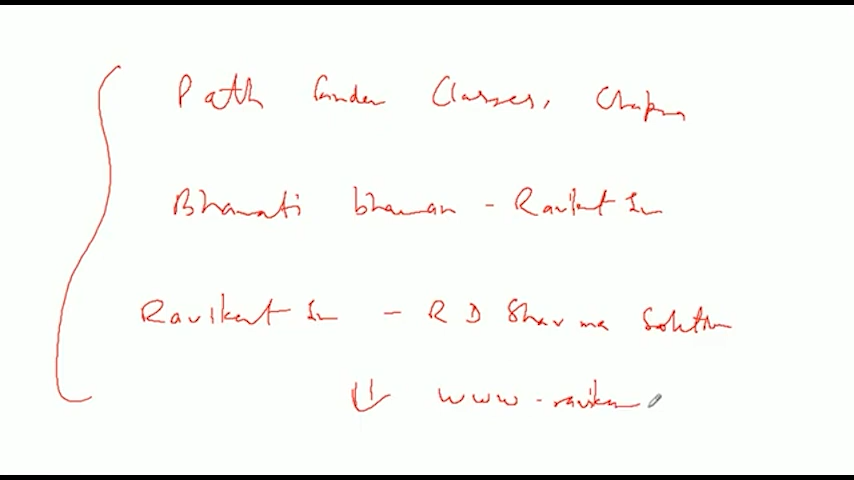 Path finder Classes, Chapra
Bharati bhawan - Ravikant Sir
Ravikant Sir - R D Sharma Solution
www.ravikan